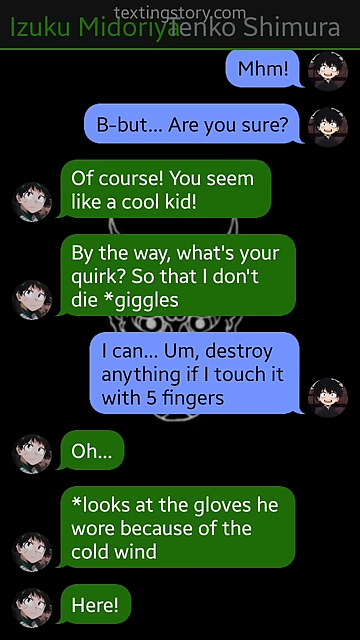 textingstory.com
Izuku Midoriya Tenko Shimura
Mhm!
B-but... Are you sure?
Of course! You seem
like a cool kid!
By the way, what's your
quirk? So that I don't
die *giggles
I can... Um, destroy
anything if I touch it
with 5 fingers
Oh...
*looks at the gloves he
wore because of the
cold wind
Here!